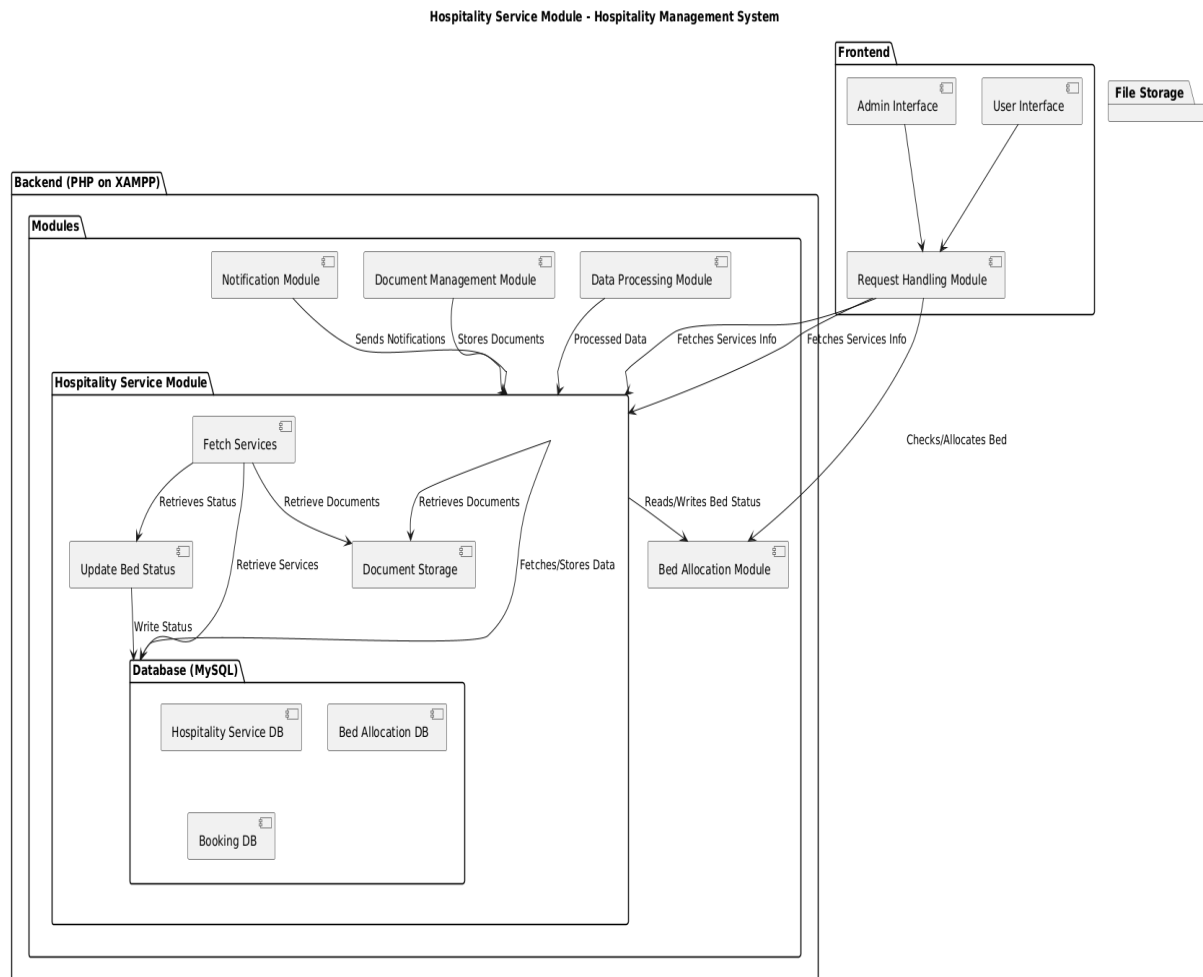 Hospitality Service Module - Hospitality Management System
Frontend
Admin Interface
User Interface
File Storage
Request Handling Module
Backend (PHP on XAMPP)
Modules
Notification Module
Document Management Module
Data Processing Module
Sends Notifications
Stores Documents
Processed Data
Fetches Services Info
Fetches Services Info
Checks/Allocates Bed
Hospitality Service Module
Fetch Services
Retrieves Status
Retrieve Documents
Retrieves Documents
Reads/Writes Bed Status
Update Bed Status
Retrieve Services
Document Storage
Fetches/Stores Data
Bed Allocation Module
Write Status
Database (MySQL)
Hospitality Service DB
Bed Allocation DB
Booking DB